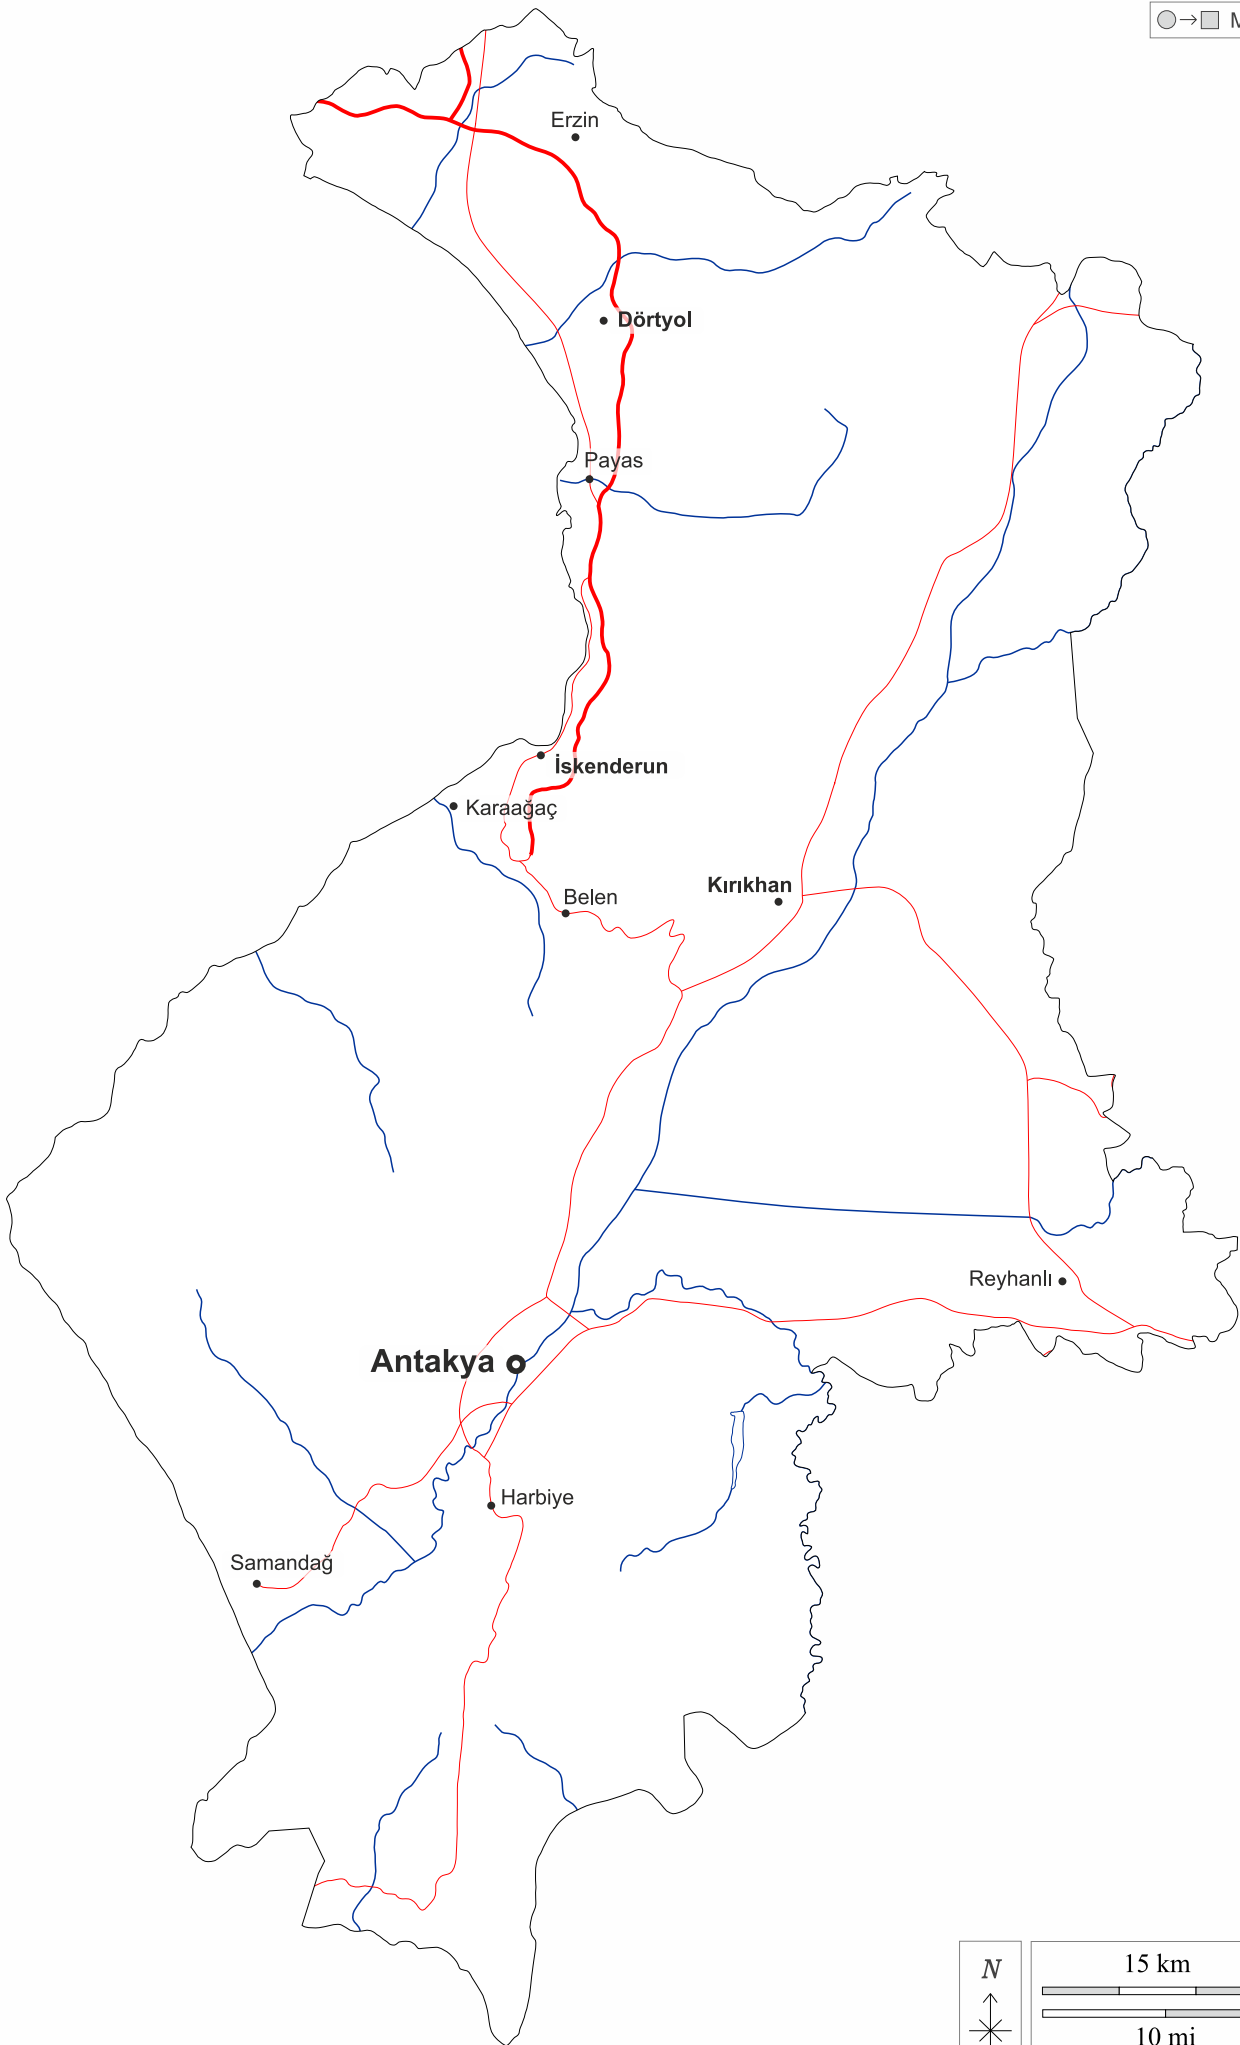 M
Erzin
Dörtyol
Payas
İskenderun
Karaağaç
Kırıkhan
Belen
Reyhanlı
Antakya
Harbiye
Samandağ
N
15 km
10 mi